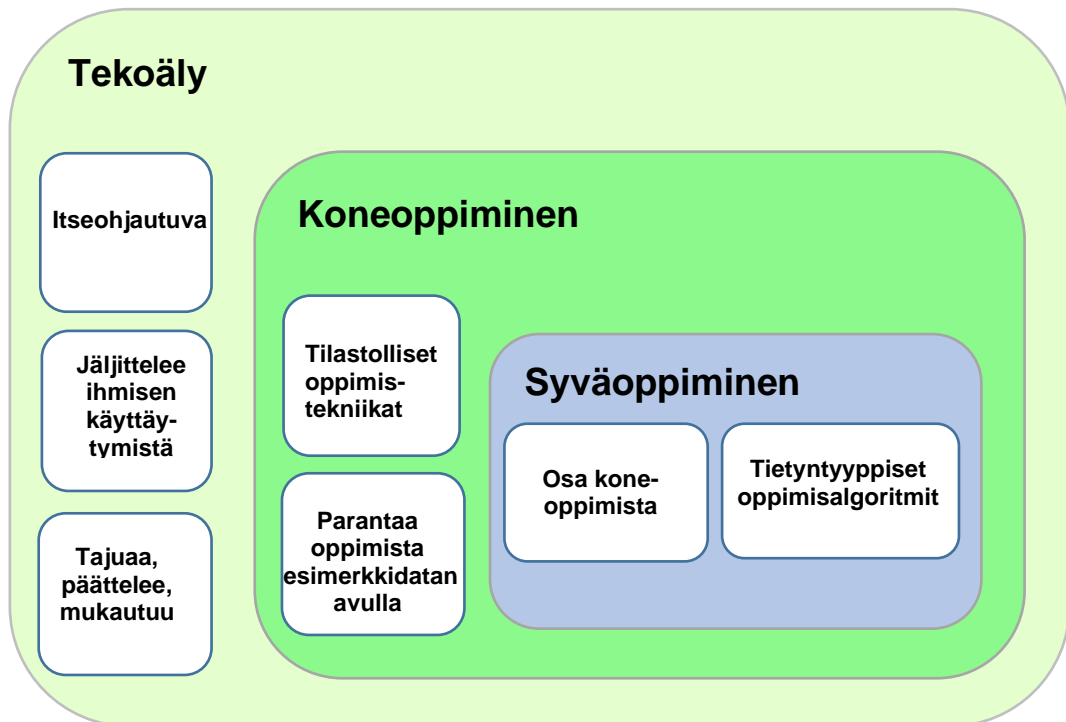 Tekoäly
Itseohjautuva
Jäljittelee
ihmisen
käyttäy-
tymistä
Tajuaa,
päättelee,
mukautuu
Koneoppiminen
Tilastolliset
oppimis-
tekniikat
Parantaa
oppimista
esimerkkidatan
avulla
Syväoppiminen
Osa kone-
oppimista
Tietyntyyppiset
oppimisalgoritmit